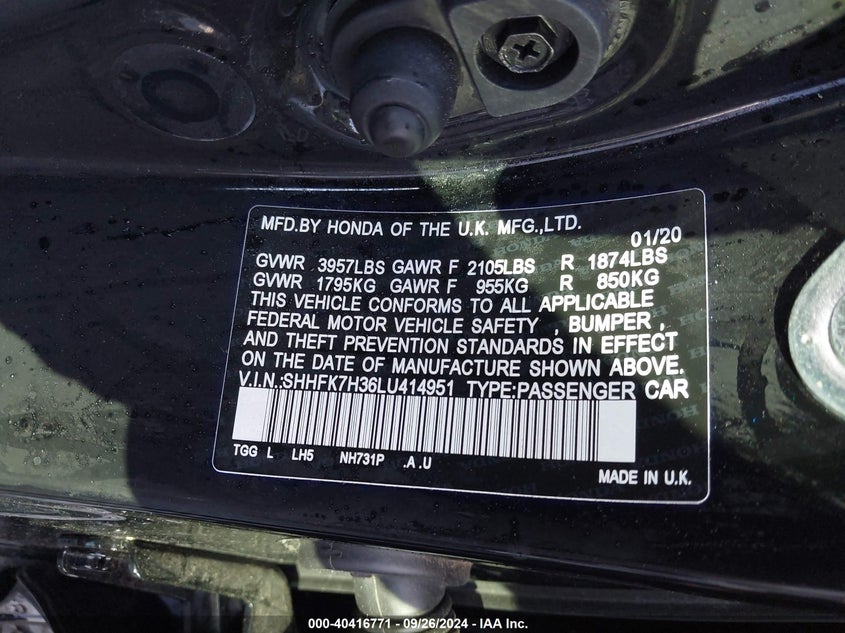 MFD.BY HONDA OF THE U.K. MFG.,LTD.
01/20
GVWR 3957LBS GAWR F 2105LBS R 1874LBS
GVWR 1795KG GAWR F 955KG R 850KG
THIS VEHICLE CONFORMS TO ALL APPLICABLE
FEDERAL MOTOR VEHICLE SAFETY , BUMPER ,
AND THEFT PREVENTION STANDARDS IN EFFECT
ON THE DATE OF MANUFACTURE SHOWN ABOVE.
V.I.N:SHHFK7H36LU414951 TYPE:PASSENGER CAR
TGG L LH5 NH731P .A.U
MADE IN U.K.
000-40416771 - 09/26/2024 - IAA Inc.